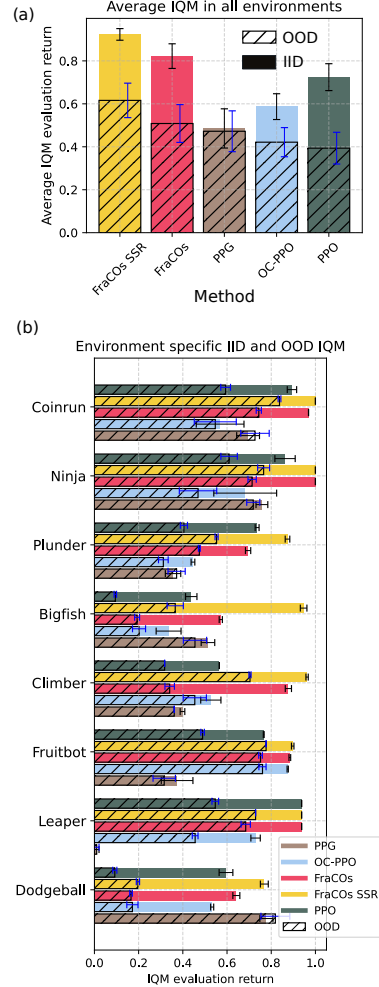 (a)
Average IQM in all environments
OOD
IID
Average IQM evaluation return
0.8
0.6
0.4
0.2
0.0
FraCOs SSR
FraCOs
PPG
OC-PPO
PPO
Method
(b)
Environment specific IID and OOD IQM
Coinrun
Ninja
Plunder
Bigfish
Climber
Fruitbot
Leaper
Dodgeball
PPG
OC-PPO
FraCOs
FraCOs SSR
PPO
OOD
0.0 0.2 0.4 0.6 0.8 1.0
IQM evaluation return